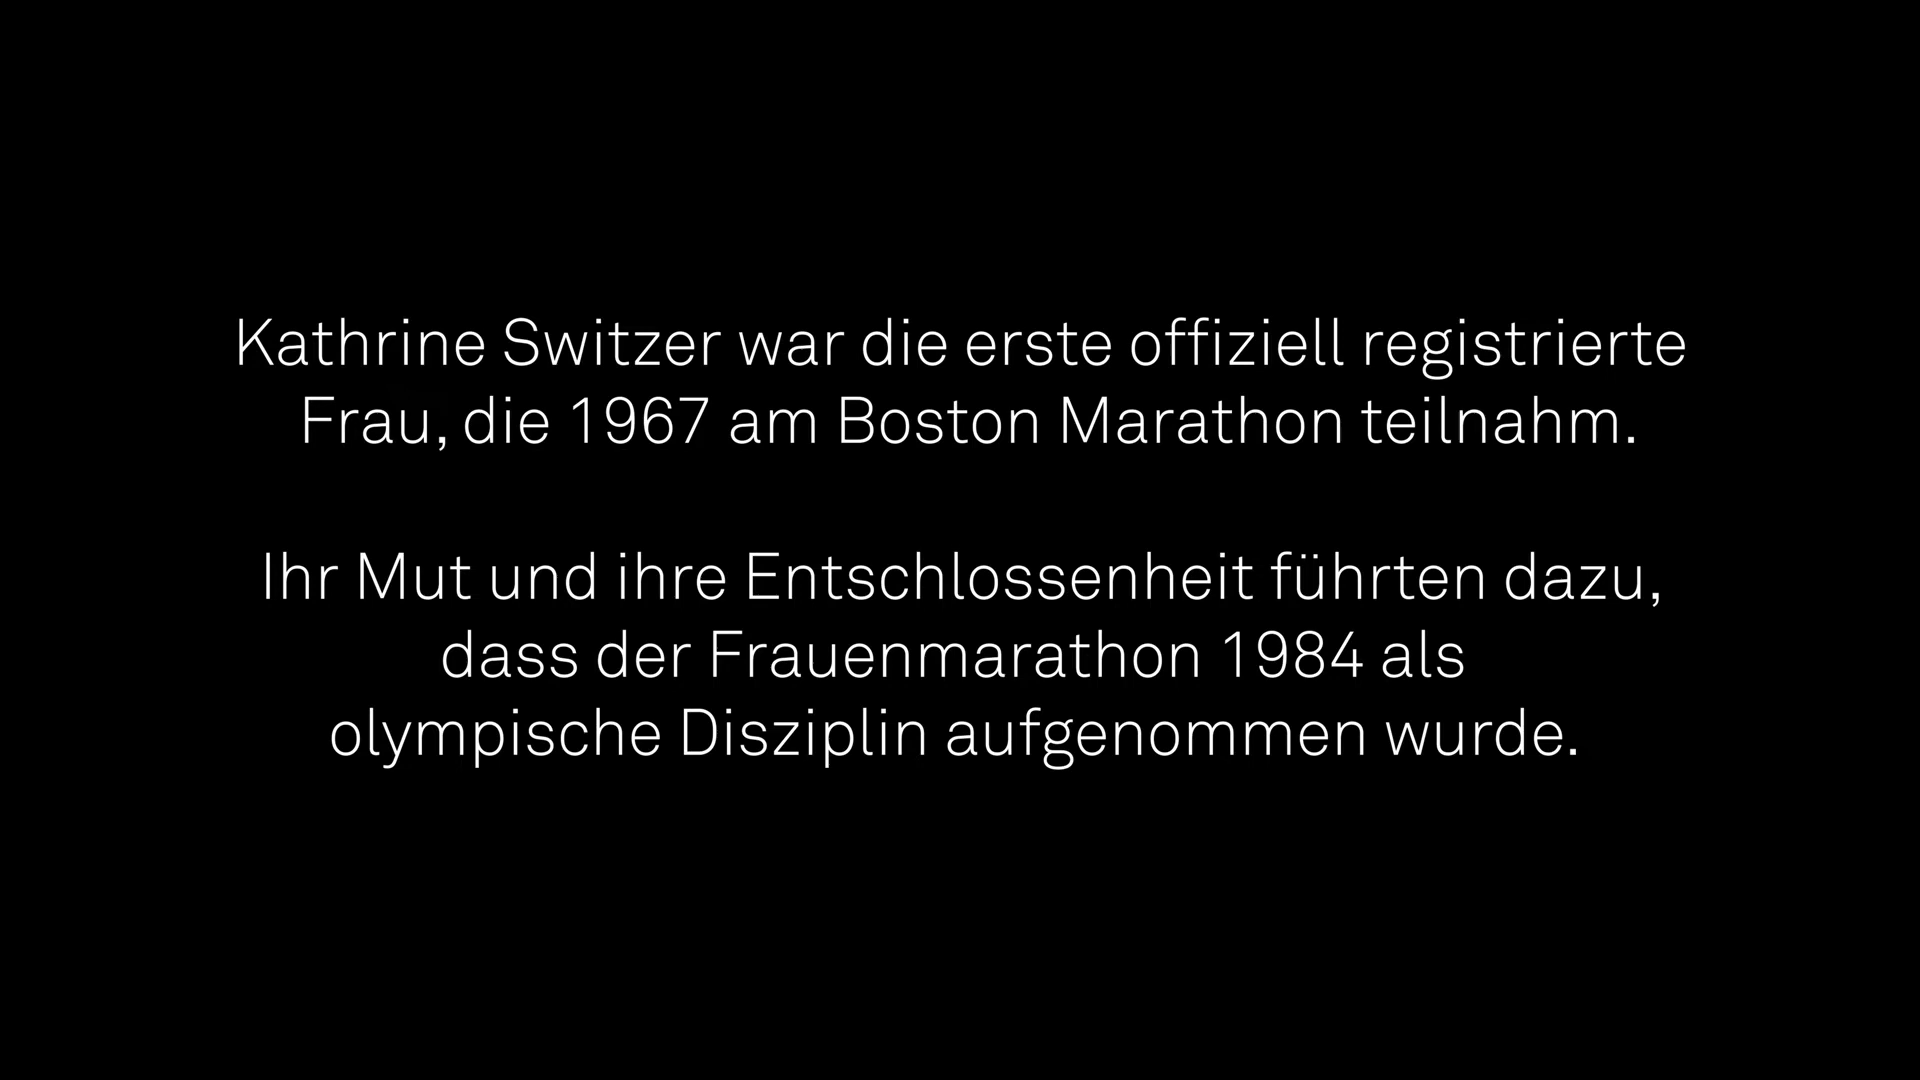 Kathrine Switzer war die erste offiziell registrierte
Frau, die 1967 am Boston Marathon teilnahm.
Ihr Mut und ihre Entschlossenheit führten dazu,
dass der Frauenmarathon 1984 als
olympische Disziplin aufgenommen wurde.